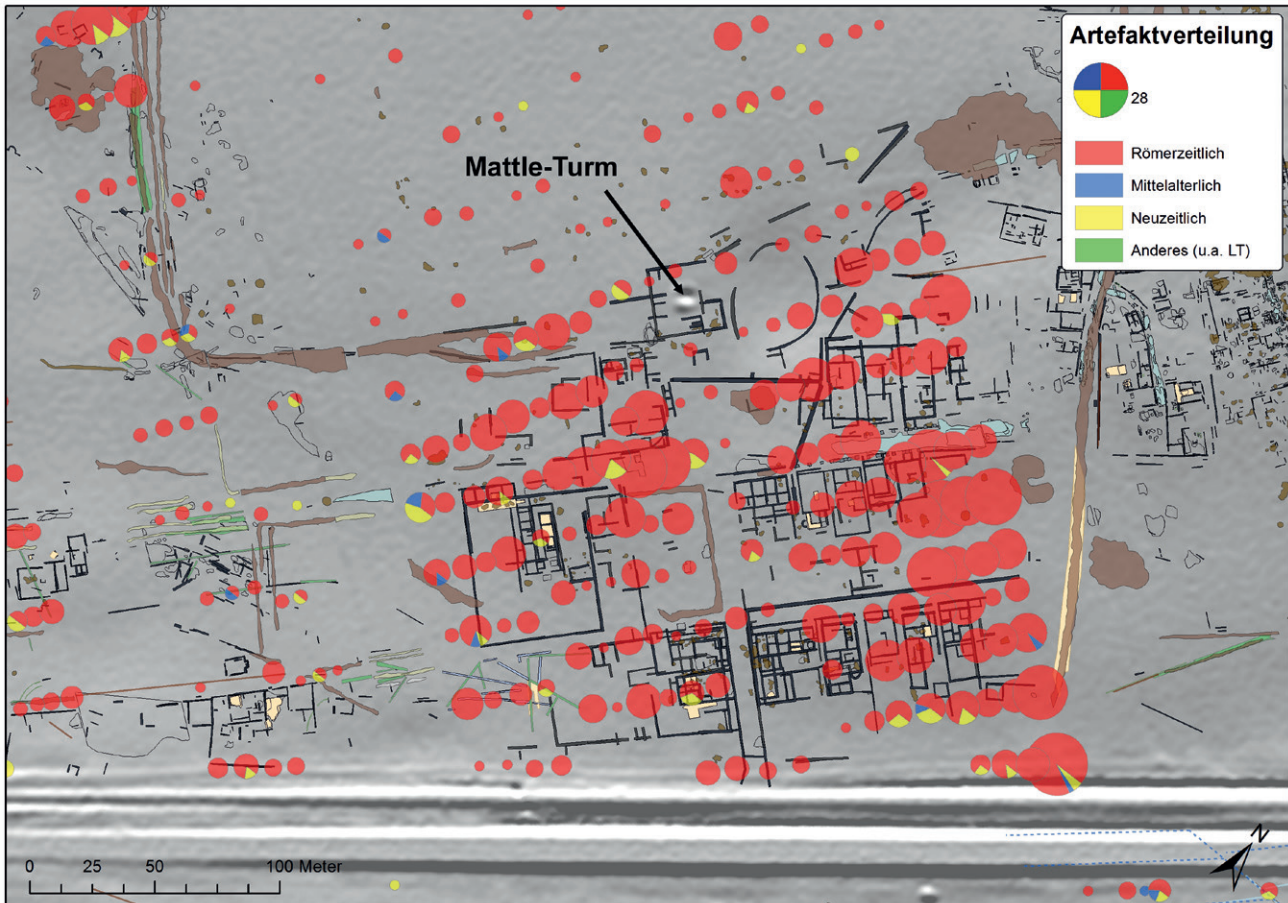 Artefaktverteilung
28
Römerzeitlich
Mittelalterlich
Neuzeitlich
Anderes (u.a. LT)
Mattle-Turm
N
0 25 50 100 Meter